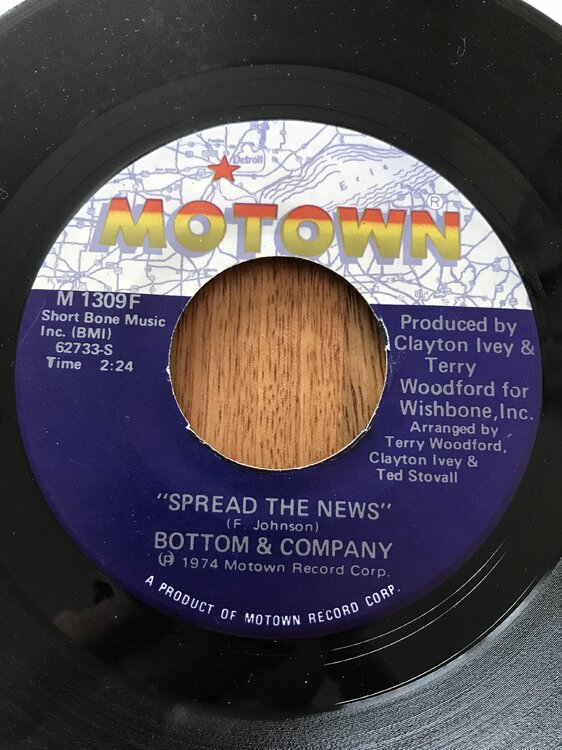 Detroit
Erie
MOTOWN®
M 1309F
Short Bone Music
Inc. (BMI)
62733-S
Time 2:24
Produced by
Clayton Ivey &
Terry
Woodford for
Wishbone, Inc.
Arranged by
Terry Woodford,
Clayton Ivey &
Ted Stovall
"SPREAD THE NEWS"
(F. Johnson)
BOTTOM & COMPANY
℗ 1974 Motown Record Corp.
A PRODUCT OF MOTOWN RECORD CORP.